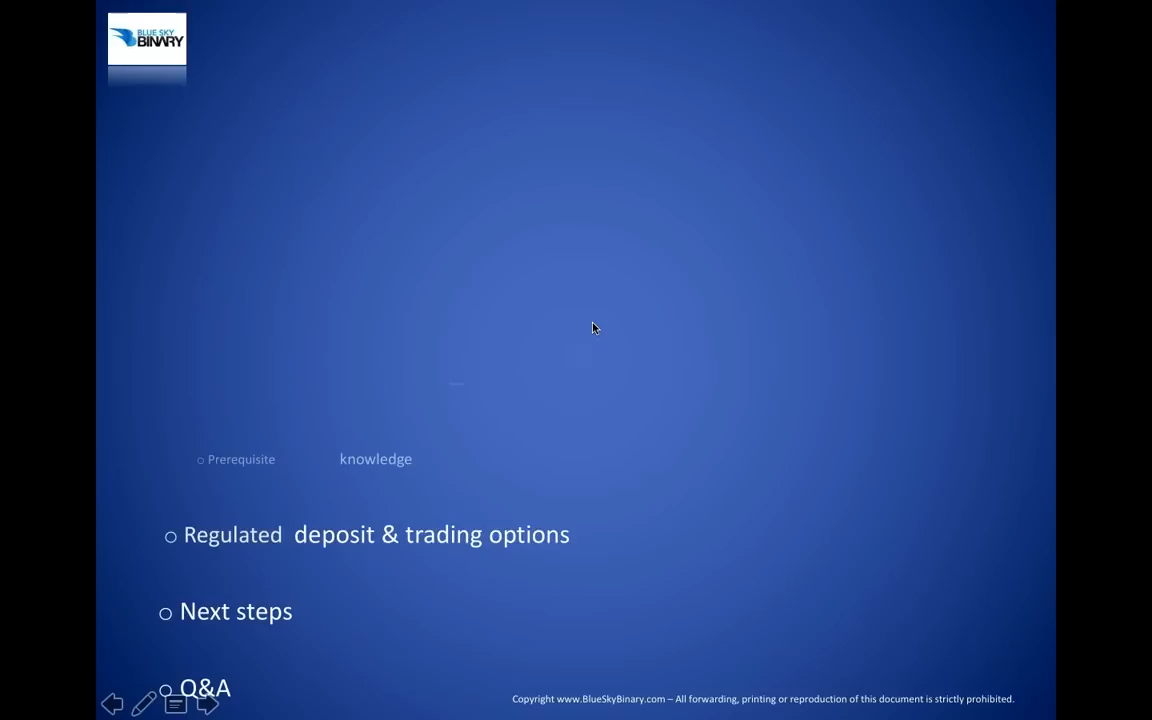 BLUE SKY
BINARY
○ Prerequisite knowledge
○ Regulated deposit & trading options
○ Next steps
○ Q&A
Copyright www.BlueSkyBinary.com – All forwarding, printing or reproduction of this document is strictly prohibited.